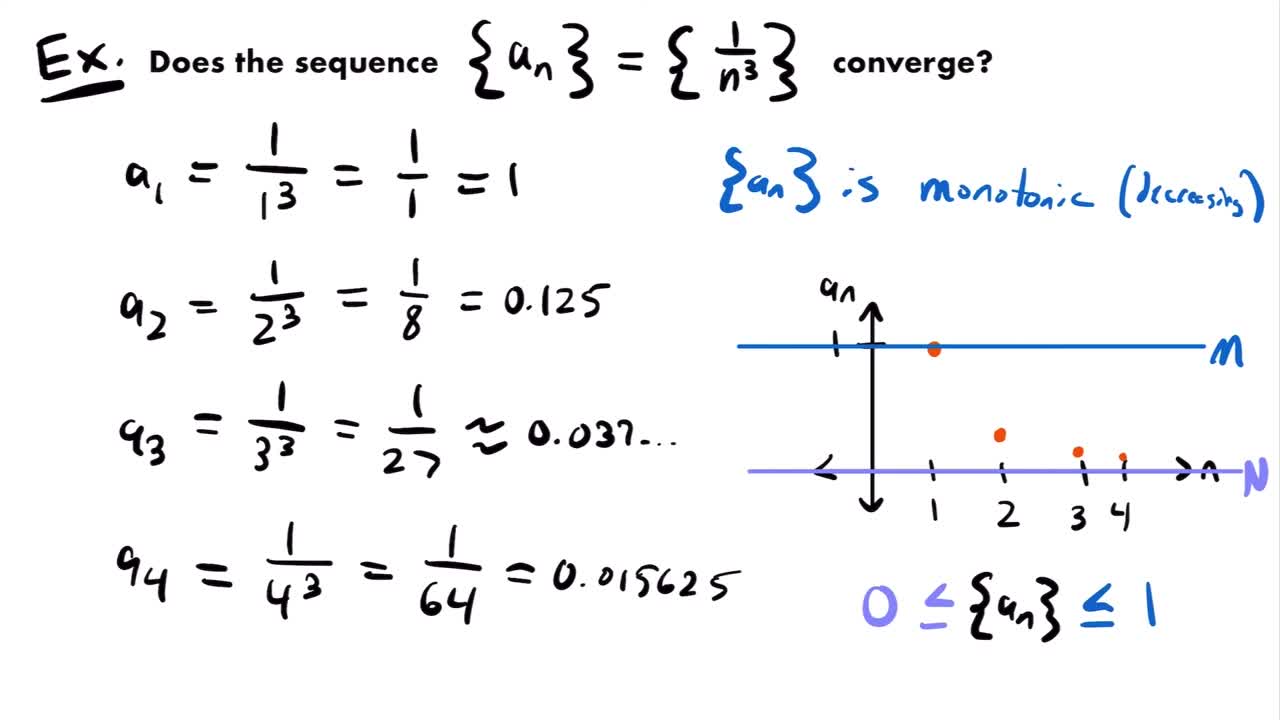 Ex. Does the sequence {aₙ} = {1/n³} converge?
a₁ = 1/1³ = 1/1 = 1
{aₙ} is monotonic (decreasing)
a₂ = 1/2³ = 1/8 = 0.125
a₃ = 1/3³ = 1/27 ≈ 0.037...
a₄ = 1/4³ = 1/64 = 0.015625
aₙ
1 M
n N
1 2 3 4
0 ≤ {aₙ} ≤ 1